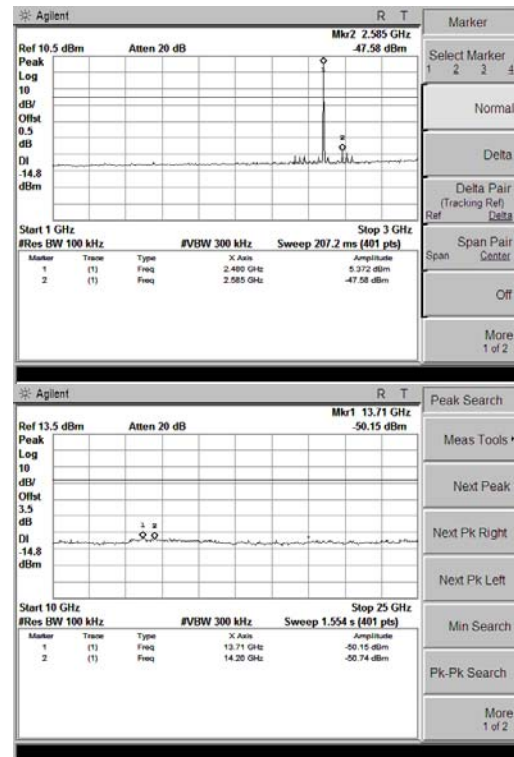 Agilent R T
Marker
Mkr2 2.585 GHz
Ref 10.5 dBm Atten 20 dB -47.58 dBm
Select Marker
1 2 3 4
Peak
Log
10
dB/
Offst
0.5
dB
DI
-14.8
dBm
1
2
Normal
Delta
Delta Pair
(Tracking Ref)
Ref Delta
Span Pair
Span Center
Off
More
1 of 2
Start 1 GHz Stop 3 GHz
#Res BW 100 kHz #VBW 300 kHz Sweep 207.2 ms (401 pts)
Marker Trace Type X Axis Amplitude
1 (1) Freq 2.480 GHz 5.372 dBm
2 (1) Freq 2.585 GHz -47.58 dBm
Agilent R T
Peak Search
Mkr1 13.71 GHz
Ref 13.5 dBm Atten 20 dB -50.15 dBm
Peak
Log
10
dB/
Offst
3.5
dB
DI
-14.8
dBm
1 2
Meas Tools
Next Peak
Next Pk Right
Next Pk Left
Min Search
Pk-Pk Search
More
1 of 2
Start 10 GHz Stop 25 GHz
#Res BW 100 kHz #VBW 300 kHz Sweep 1.554 s (401 pts)
Marker Trace Type X Axis Amplitude
1 (1) Freq 13.71 GHz -50.15 dBm
2 (1) Freq 14.20 GHz -50.74 dBm